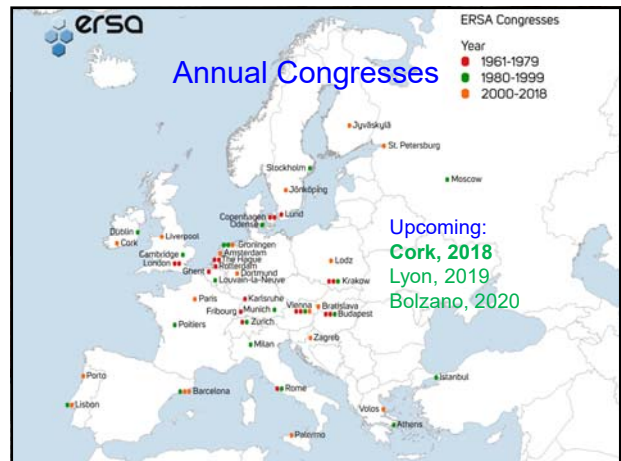 ersa
Annual Congresses
ERSA Congresses
Year
1961-1979
1980-1999
2000-2018
Jyväskylä
St. Petersburg
Stockholm
Moscow
Jönköping
Copenhagen
Lund
Odense
Dublin
Liverpool
Cork
Groningen
Cambridge
Amsterdam
London
The Hague
Rotterdam
Ghent
Dortmund
Louvain-la-Neuve
Lodz
Krakow
Upcoming:
Cork, 2018
Lyon, 2019
Bolzano, 2020
Paris
Karlsruhe
Fribourg
Munich
Vienna
Bratislava
Budapest
Poitiers
Zurich
Milan
Zagreb
Porto
Lisbon
Barcelona
Rome
Istanbul
Volos
Athens
Palermo